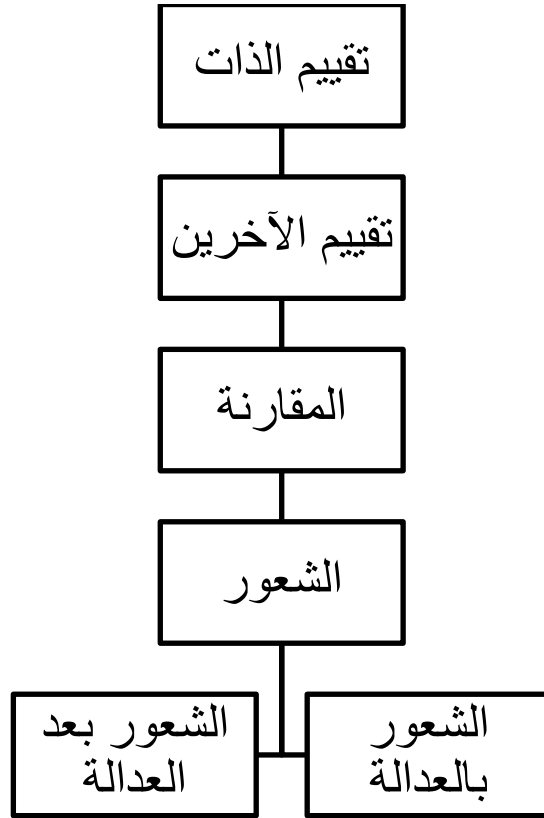 تقييم الذات
تقييم الآخرين
المقارنة
الشعور
الشعور
بالعدالة
الشعور بعد
العدالة